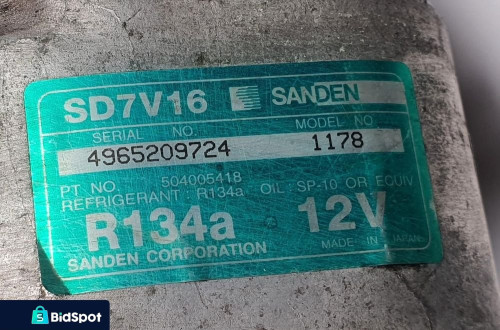 SD7V16 SANDEN
SERIAL NO. MODEL NO.
4965209724 1178
PT NO. 504005418
REFRIGERANT : R134a OIL : SP-10 OR EQUIV
R134a 12V
SANDEN CORPORATION MADE IN JAPAN
S BidSpot